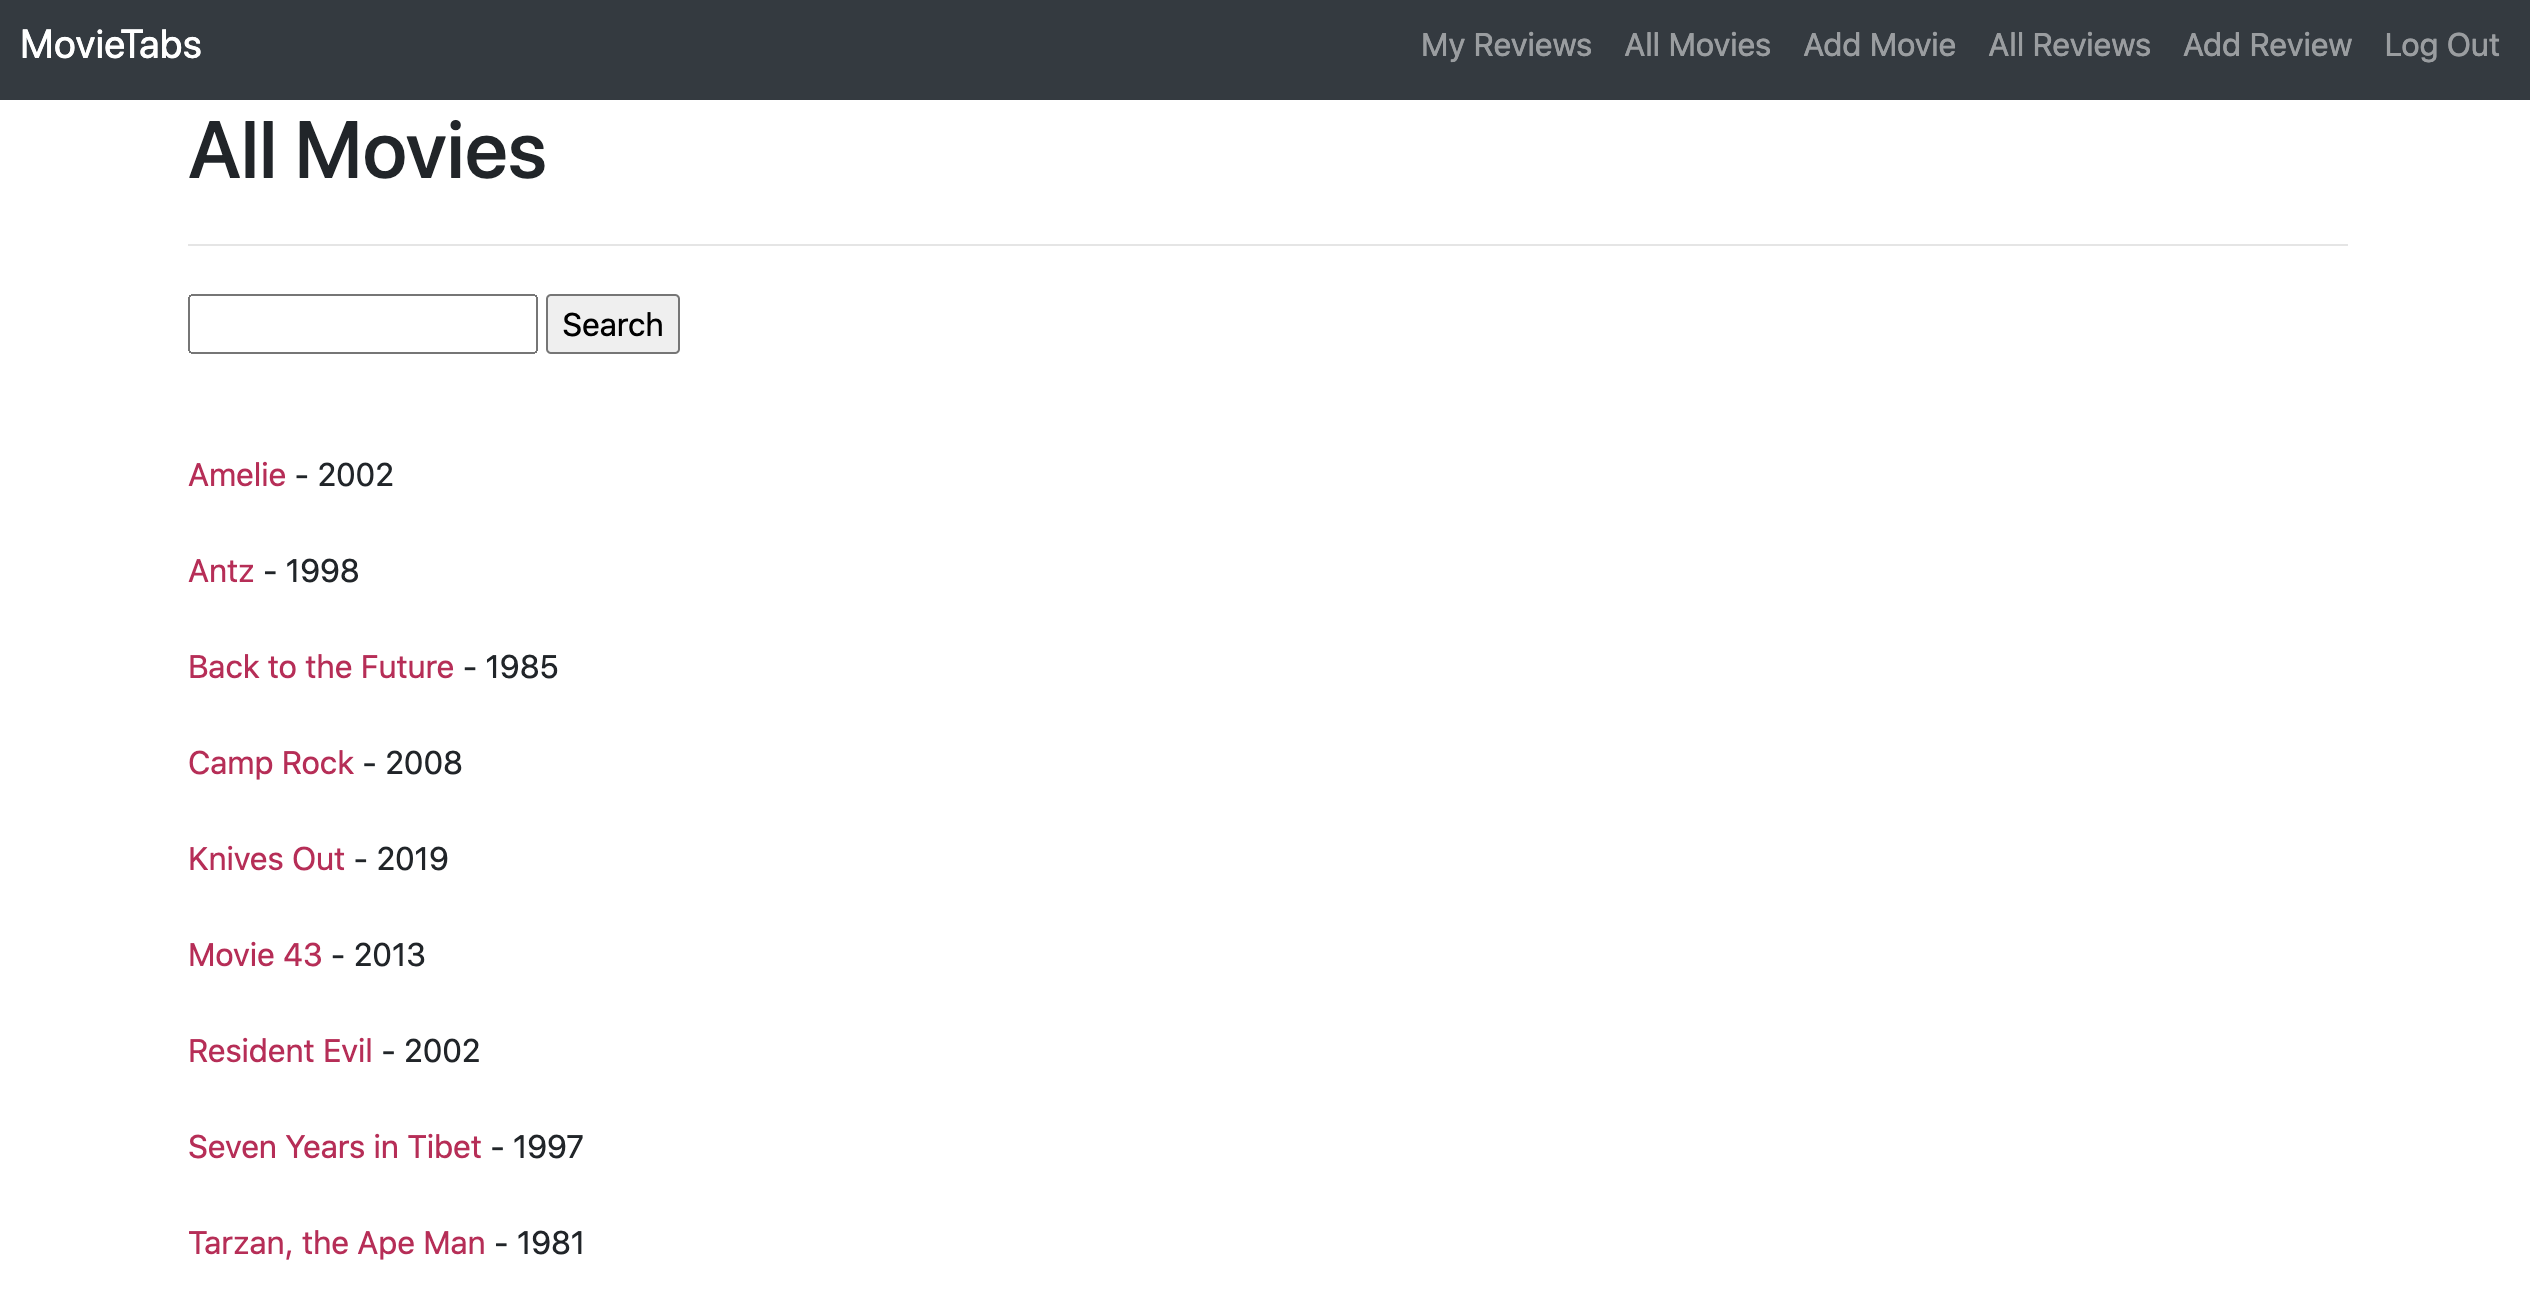 MovieTabs My Reviews All Movies Add Movie All Reviews Add Review Log Out
All Movies
Search
Amelie - 2002
Antz - 1998
Back to the Future - 1985
Camp Rock - 2008
Knives Out - 2019
Movie 43 - 2013
Resident Evil - 2002
Seven Years in Tibet - 1997
Tarzan, the Ape Man - 1981